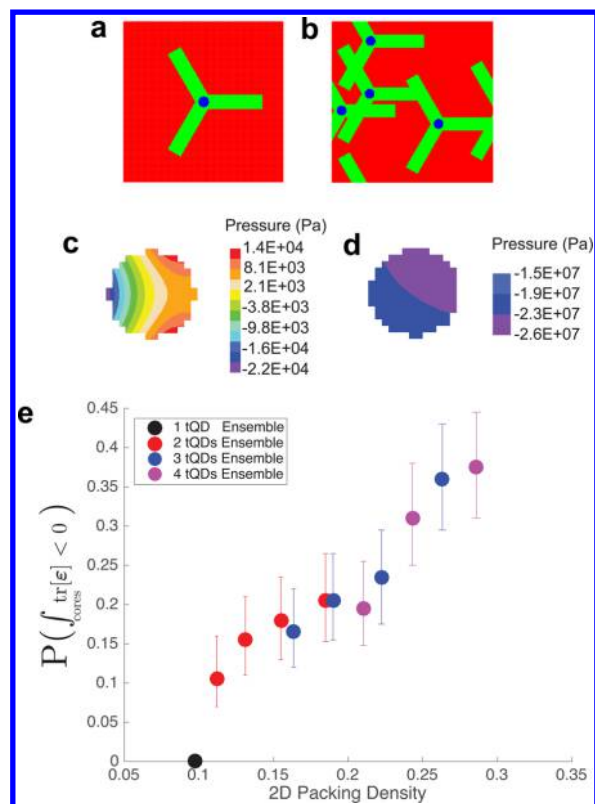 a
b
c
Pressure (Pa)
1.4E+04
8.1E+03
2.1E+03
-3.8E+03
-9.8E+03
-1.6E+04
-2.2E+04
d
Pressure (Pa)
-1.5E+07
-1.9E+07
-2.3E+07
-2.6E+07
e
0.45
0.4
0.35
0.3
0.25
0.2
0.15
0.1
0.05
0
1 tQD Ensemble
2 tQDs Ensemble
3 tQDs Ensemble
4 tQDs Ensemble
P(∫cores tr[ε] < 0)
0.05 0.1 0.15 0.2 0.25 0.3 0.35
2D Packing Density